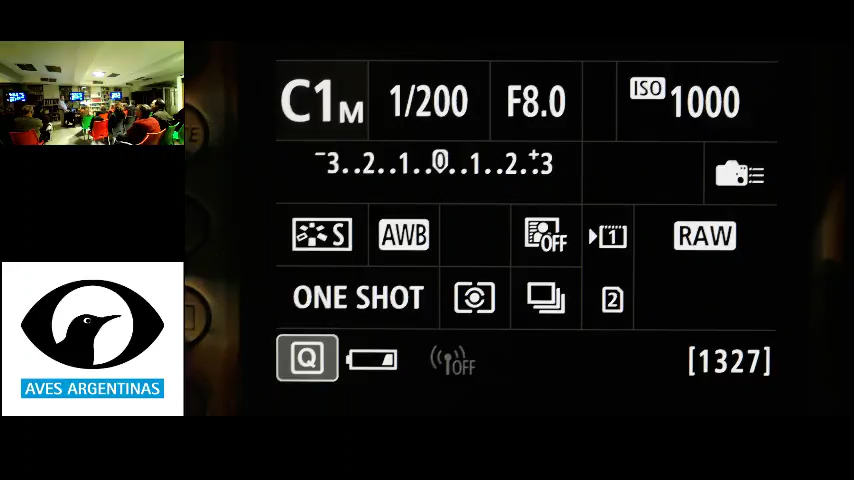 C1M 1/200 F8.0 ISO 1000
-3..2..1..0..1..2.+3
S AWB OFF 1 RAW
ONE SHOT 2
Q OFF [1327]
AVES ARGENTINAS